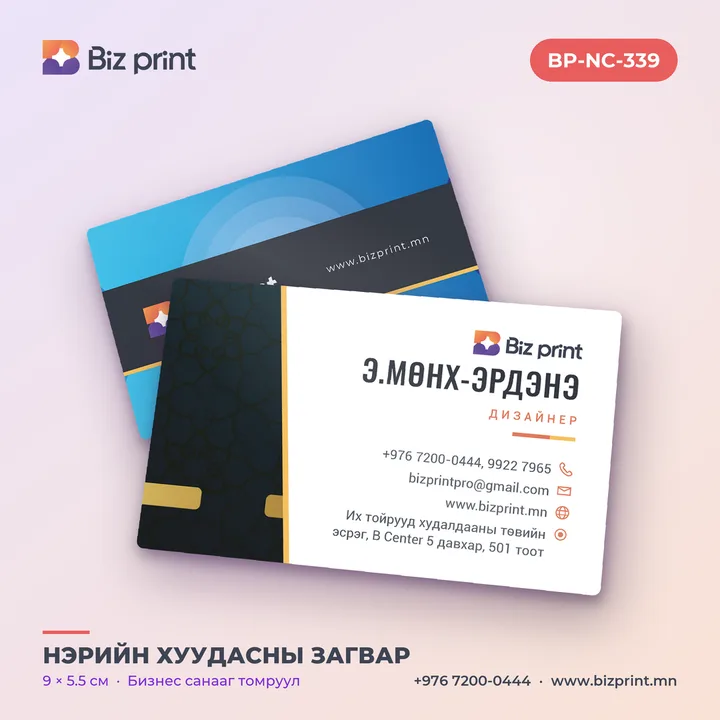 Biz print
BP-NC-339
www.bizprint.mn
Biz print
Э.МӨНХ-ЭРДЭНЭ
ДИЗАЙНЕР
+976 7200-0444, 9922 7965
bizprintpro@gmail.com
www.bizprint.mn
Их тойрууд худалдааны төвийн
эсрэг, B Center 5 давхар, 501 тоот
НЭРИЙН ХУУДАСНЫ ЗАГВАР
9 × 5.5 см · Бизнес санааг томруул
+976 7200-0444 · www.bizprint.mn